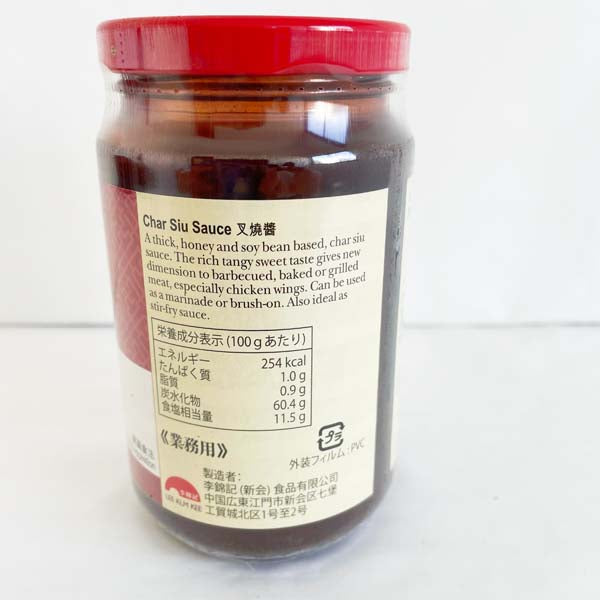 Char Siu Sauce 叉燒醬
A thick, honey and soy bean based, char siu
sauce. The rich tangy sweet taste gives new
dimension to barbecued, baked or grilled
meat, especially chicken wings. Can be used
as a marinade or brush-on. Also ideal as
stir-fry sauce.
栄養成分表示(100gあたり)
エネルギー 254 kcal
たんぱく質 1.0 g
脂質 0.9 g
炭水化物 60.4 g
食塩相当量 11.5 g
《業務用》
プラ
外装フィルム:PVC
李錦記
LEE KUM KEE
製造者:
李錦記(新会)食品有限公司
中国広東江門市新会区七堡
工貿城北区1号至2号